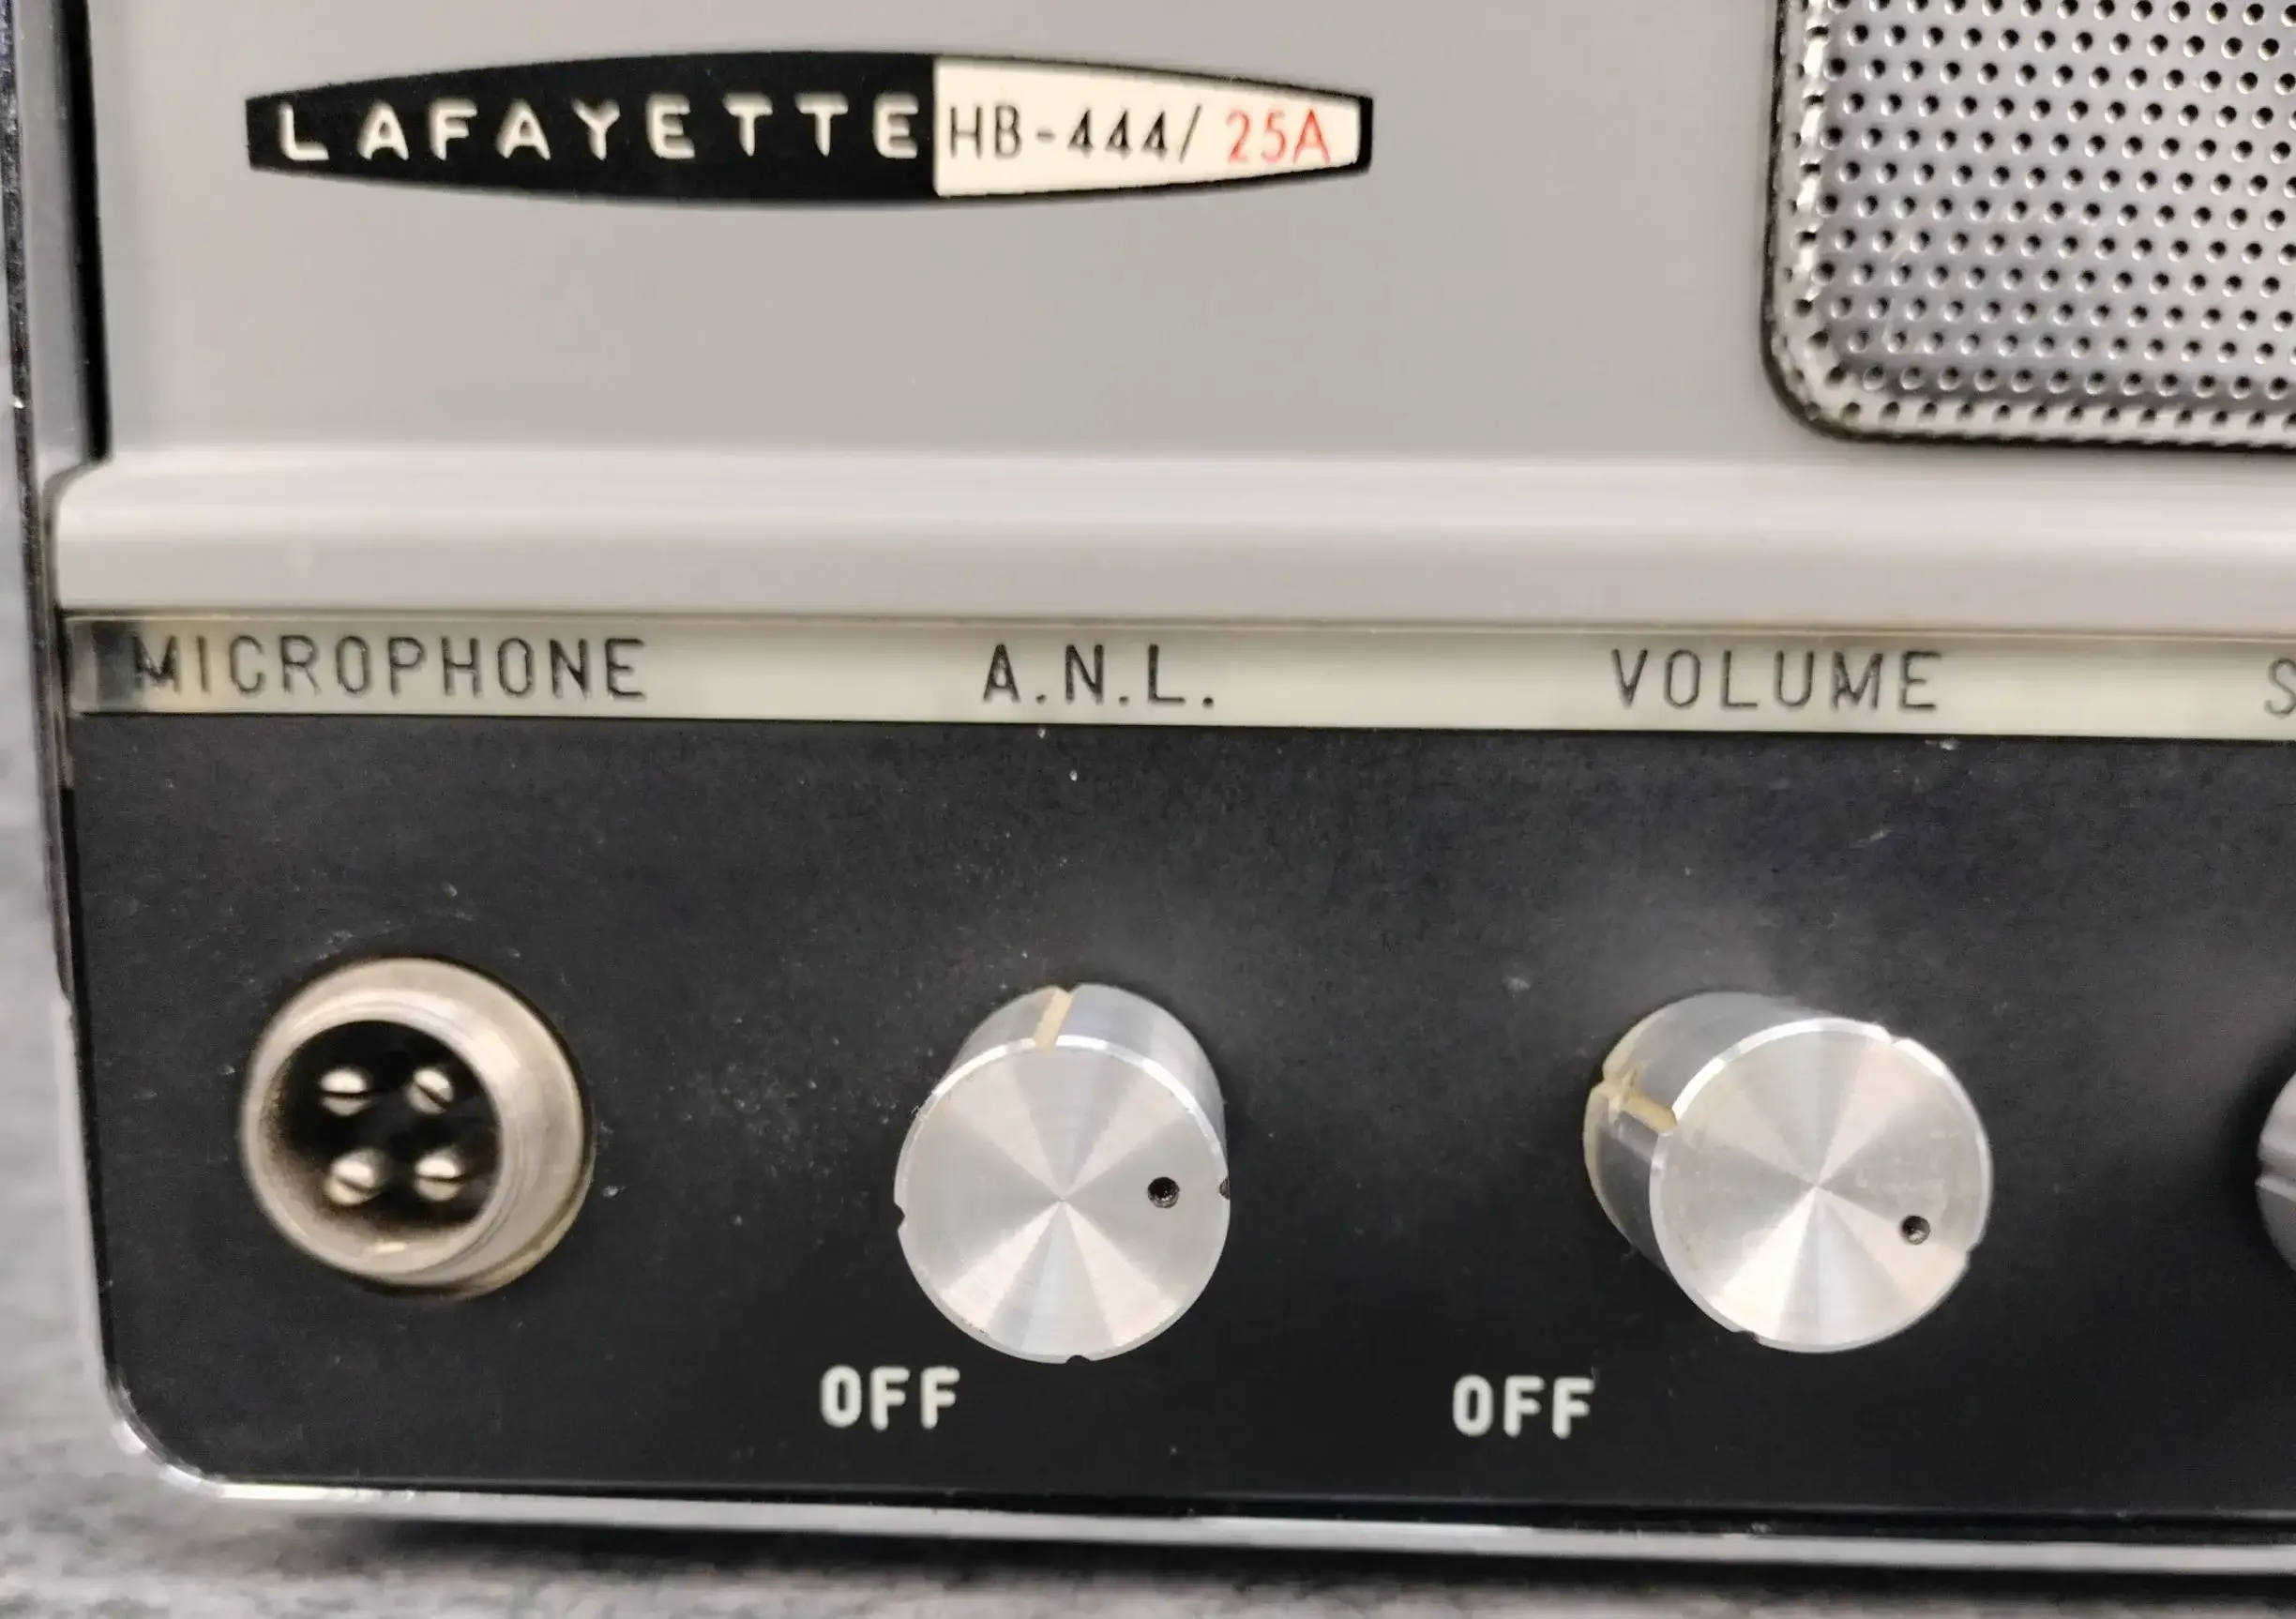 LAFAYETTE HB-444/ 25A
MICROPHONE A.N.L. VOLUME S
OFF OFF